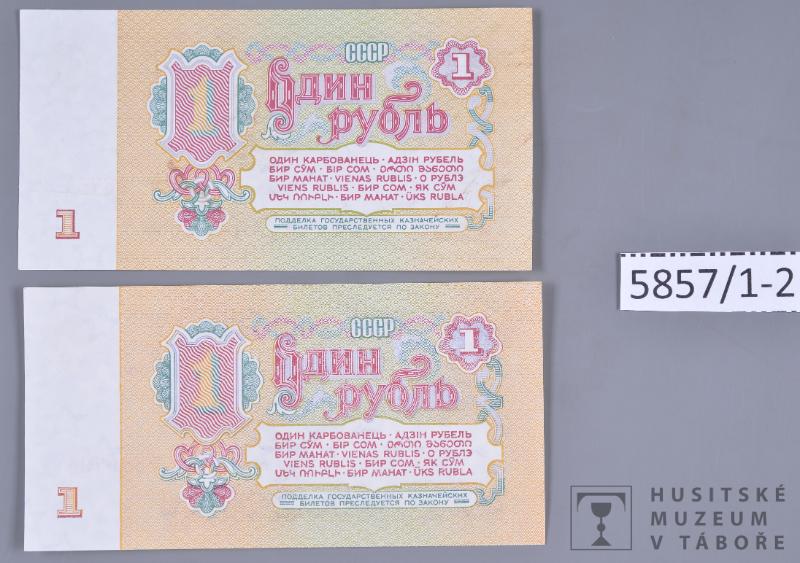 СССР
1
Один
рубль
1
ОДИН КАРБОВАНЕЦЬ · АДЗІН РУБЕЛЬ
БИР СЎМ · БІР СОМ · ᲔᲠᲗᲘ ᲛᲐᲜᲔᲗᲘ
БИР МАНАТ · VIENAS RUBLIS · О РУБЛЭ
VIENS RUBLIS · БИР СОМ · ЯК СЎМ
ՄԵԿ ՌՈՒԲԼԻ · БИР МАНАТ · ÜKS RUBLA
1
ПОДДЕЛКА ГОСУДАРСТВЕННЫХ КАЗНАЧЕЙСКИХ
БИЛЕТОВ ПРЕСЛЕДУЕТСЯ ПО ЗАКОНУ
5857/1-2
СССР
1
Один
рубль
1
ОДИН КАРБОВАНЕЦЬ · АДЗІН РУБЕЛЬ
БИР СЎМ · БІР СОМ · ᲔᲠᲗᲘ ᲛᲐᲜᲔᲗᲘ
БИР МАНАТ · VIENAS RUBLIS · О РУБЛЭ
VIENS RUBLIS · БИР СОМ · ЯК СЎМ
ՄԵԿ ՌՈՒԲԼԻ · БИР МАНАТ · ÜKS RUBLA
1
ПОДДЕЛКА ГОСУДАРСТВЕННЫХ КАЗНАЧЕЙСКИХ
БИЛЕТОВ ПРЕСЛЕДУЕТСЯ ПО ЗАКОНУ
HUSITSKÉ
MUZEUM
V TÁBOŘE